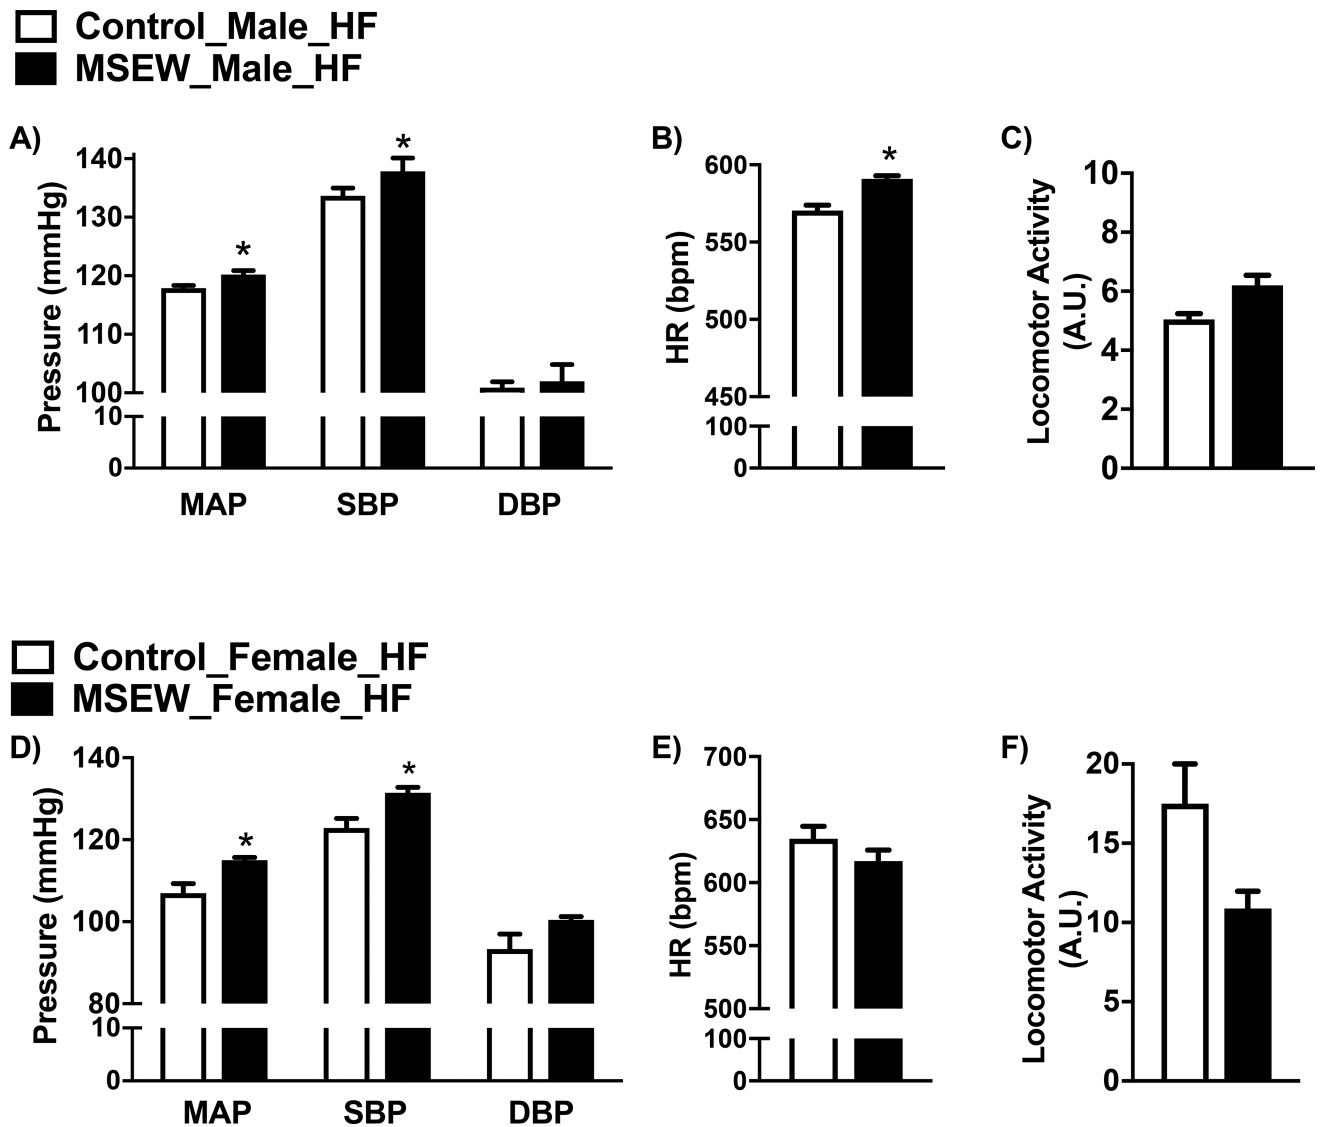 Control_Male_HF
MSEW_Male_HF
A)
Pressure (mmHg)
140
*
130
*
120
110
100
10
0
MAP SBP DBP
B)
HR (bpm)
600
*
550
500
450
100
0
C)
Locomotor Activity
(A.U.)
10
8
6
4
2
0
Control_Female_HF
MSEW_Female_HF
D)
Pressure (mmHg)
140
*
120
*
100
80
10
0
MAP SBP DBP
E)
HR (bpm)
700
650
600
550
500
100
0
F)
Locomotor Activity
(A.U.)
20
15
10
5
0